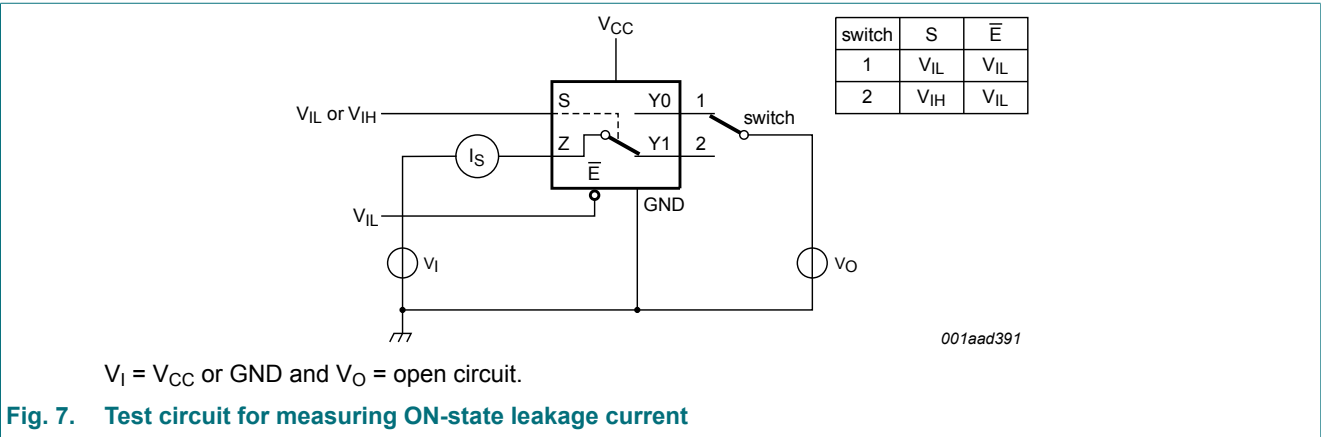 V_CC
switch S E̅
1 V_IL V_IL
2 V_IH V_IL
S Y0 1
switch
V_IL or V_IH
Z Y1 2
I_S
E̅
GND
V_IL
V_I
V_O
001aad391
V_I = V_CC or GND and V_O = open circuit.
Fig. 7. Test circuit for measuring ON-state leakage current